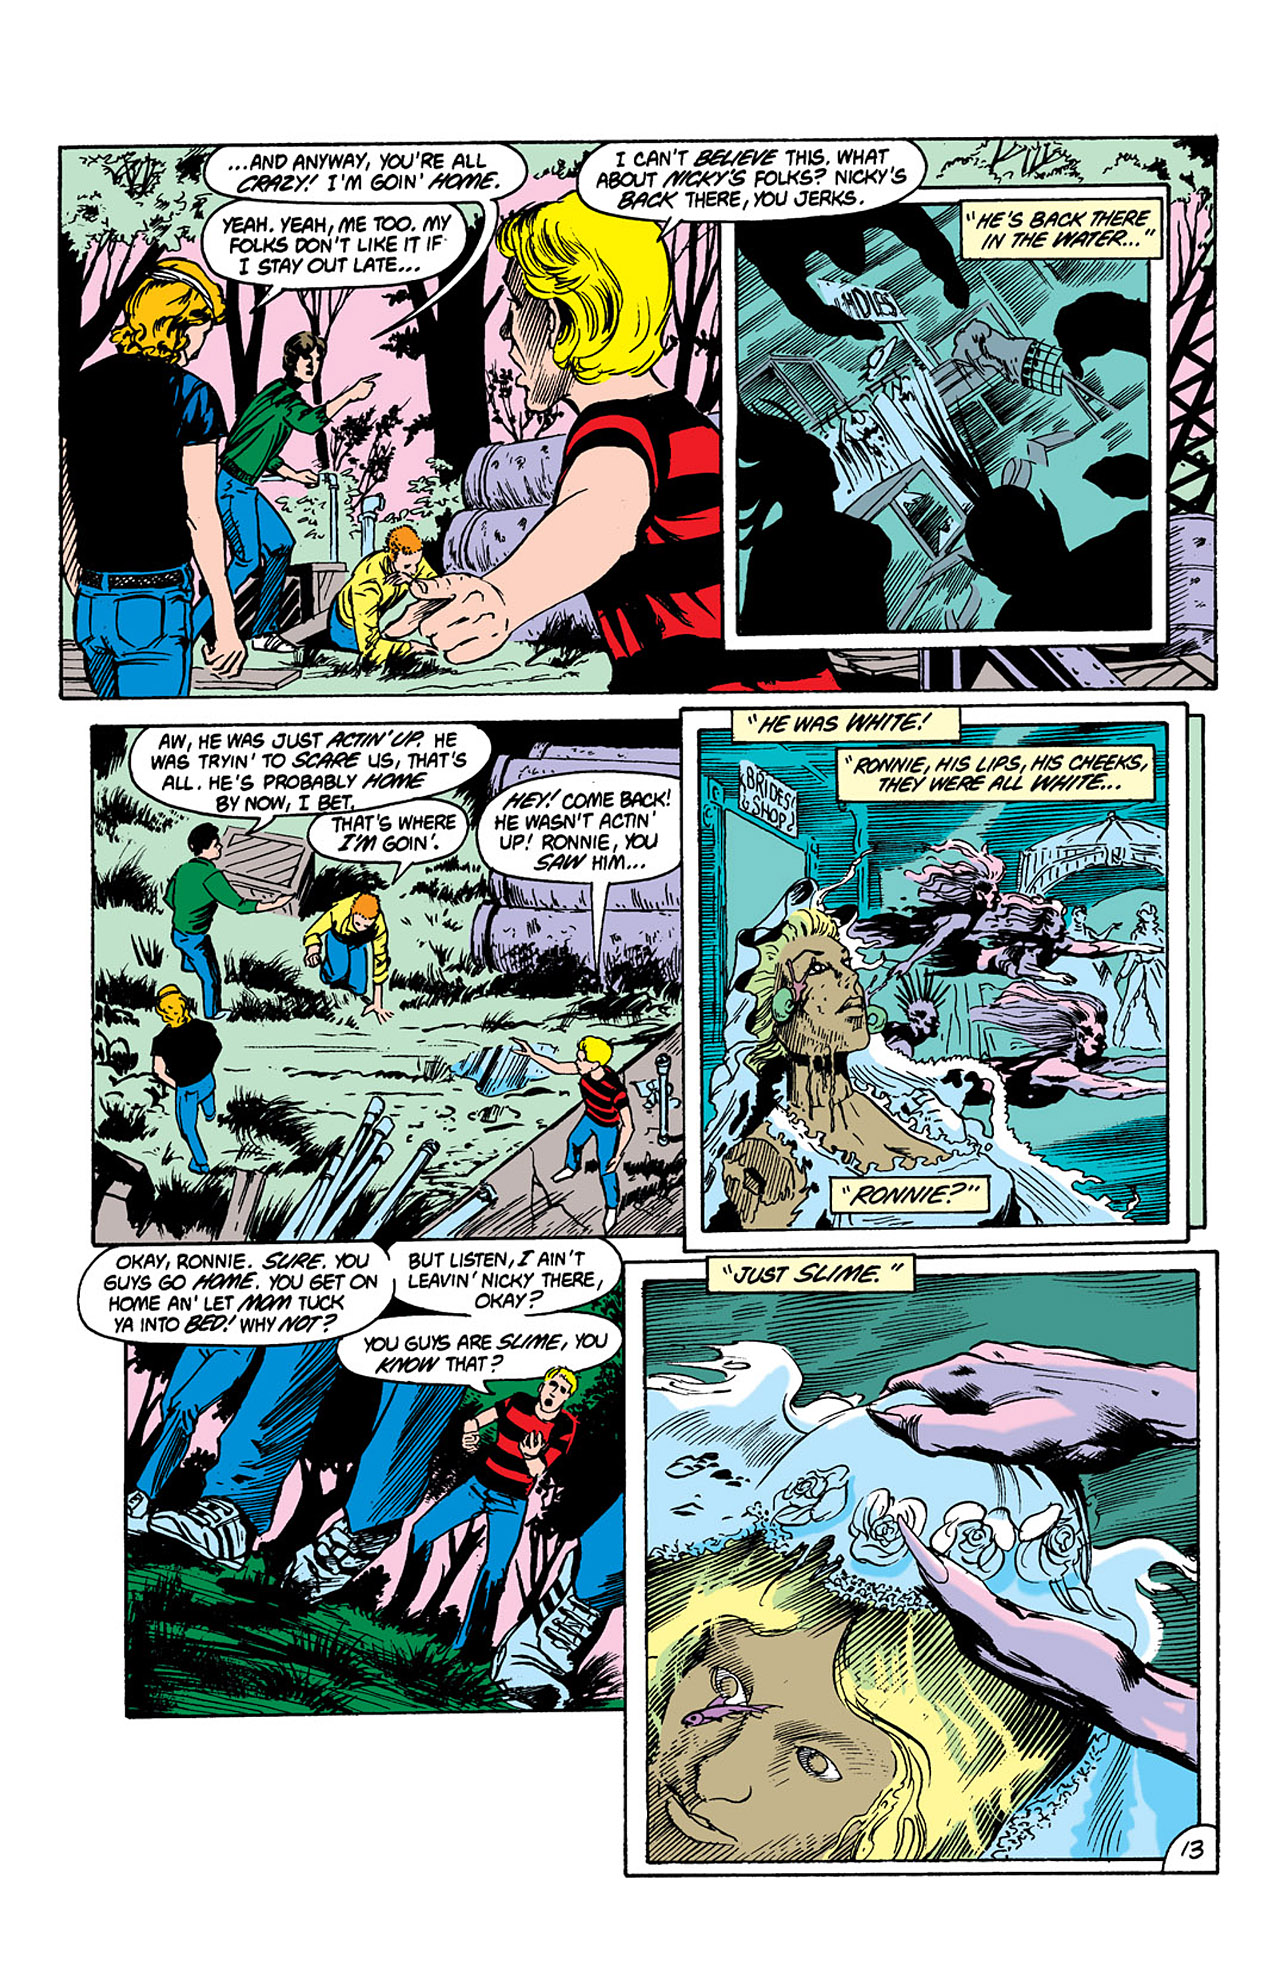 ...AND ANYWAY, YOU'RE ALL
CRAZY! I'M GOIN' HOME.
YEAH. YEAH, ME TOO. MY
FOLKS DON'T LIKE IT IF
I STAY OUT LATE...
I CAN'T BELIEVE THIS. WHAT
ABOUT NICKY'S FOLKS? NICKY'S
BACK THERE, YOU JERKS.
"HE'S BACK THERE
IN THE WATER..."
AW, HE WAS JUST ACTIN' UP. HE
WAS TRYIN' TO SCARE US, THAT'S
ALL. HE'S PROBABLY HOME
BY NOW, I BET.
THAT'S WHERE
I'M GOIN'.
HEY! COME BACK!
HE WASN'T ACTIN'
UP! RONNIE, YOU
SAW HIM...
"HE WAS WHITE!
"RONNIE, HIS LIPS, HIS CHEEKS,
THEY WERE ALL WHITE...
BRIDES'
SHOP
"RONNIE?"
OKAY, RONNIE. SURE. YOU
GUYS GO HOME. YOU GET ON
HOME AN' LET MOM TUCK
YA INTO BED! WHY NOT?
BUT LISTEN, I AIN'T
LEAVIN' NICKY THERE,
OKAY?
YOU GUYS ARE SLIME, YOU
KNOW THAT?
"JUST SLIME."
13